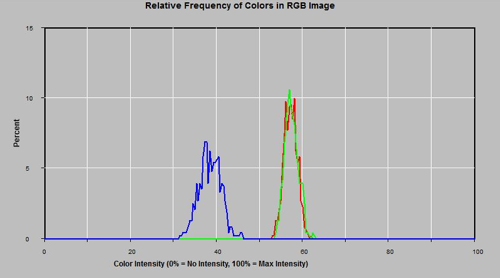 Relative Frequency of Colors in RGB Image
15
10
5
0
Percent
0 20 40 60 80 100
Color Intensity (0% = No Intensity, 100% = Max Intensity)